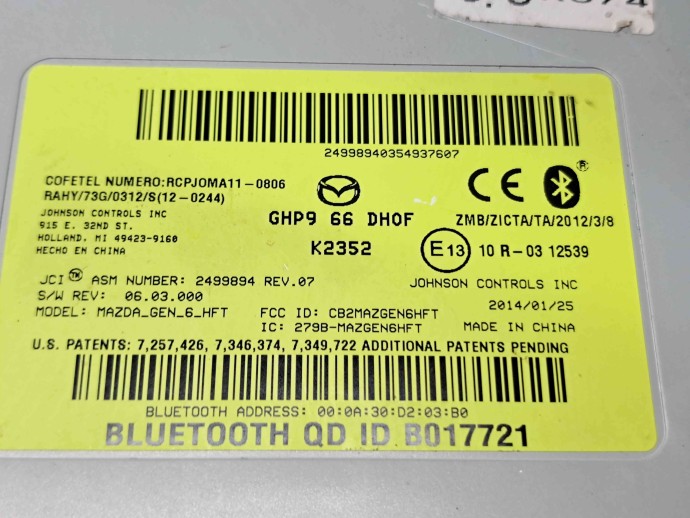 24998940354937607
COFETEL NUMERO:RCPJOMA11-0806
RAHY/73G/0312/S(12-0244)
JOHNSON CONTROLS INC
915 E. 32ND ST.
HOLLAND, MI 49423-9160
HECHO EN CHINA
GHP9 66 DH0F
K2352
CE ®
ZMB/ZICTA/TA/2012/3/8
E13 10 R-03 12539
JCI™ ASM NUMBER: 2499894 REV.07
JOHNSON CONTROLS INC
S/W REV: 06.03.000
2014/01/25
MODEL: MAZDA_GEN_6_HFT FCC ID: CB2MAZGEN6HFT
IC: 279B-MAZGEN6HFT MADE IN CHINA
U.S. PATENTS: 7,257,426, 7,346,374, 7,349,722 ADDITIONAL PATENTS PENDING
BLUETOOTH ADDRESS: 00:0A:30:D2:03:B0
BLUETOOTH QD ID B017721